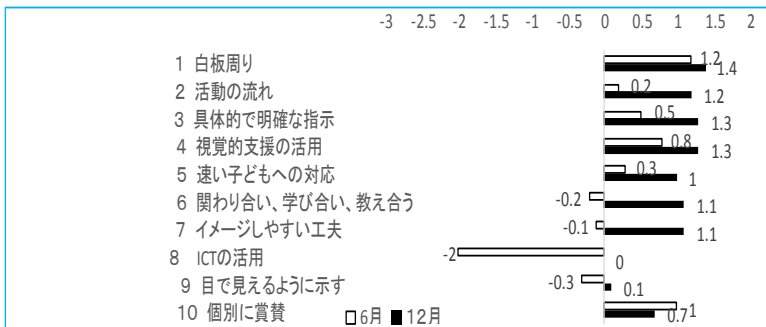 -3 -2.5 -2 -1.5 -1 -0.5 0 0.5 1 1.5 2
1 白板周り 1.2
1.4
2 活動の流れ 0.2
1.2
3 具体的で明確な指示 0.5
1.3
4 視覚的支援の活用 0.8
1.3
5 速い子どもへの対応 0.3
1
6 関わり合い、学び合い、教え合う -0.2
1.1
7 イメージしやすい工夫 -0.1
1.1
8 ICTの活用 -2
0
9 目で見えるように示す -0.3
0.1
10 個別に賞賛 1
0.7
6月 12月